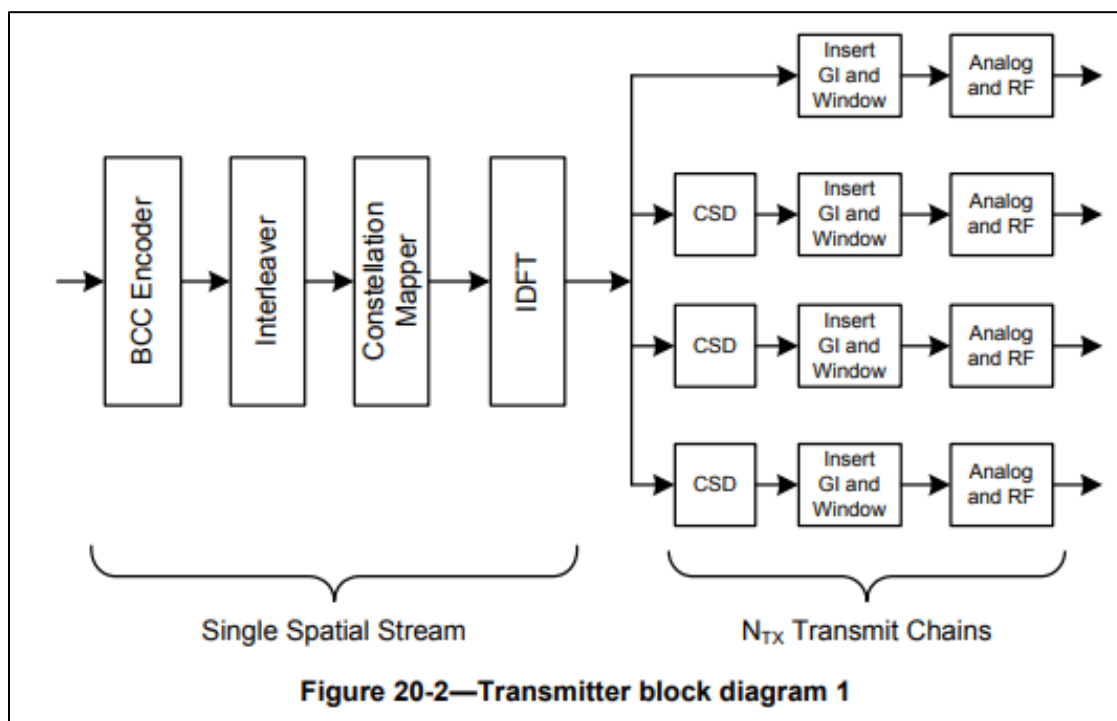 Insert
GI and
Window
Analog
and RF
BCC Encoder
Interleaver
Constellation
Mapper
IDFT
CSD
Insert
GI and
Window
Analog
and RF
CSD
Insert
GI and
Window
Analog
and RF
CSD
Insert
GI and
Window
Analog
and RF
Single Spatial Stream
NTX Transmit Chains
Figure 20-2—Transmitter block diagram 1